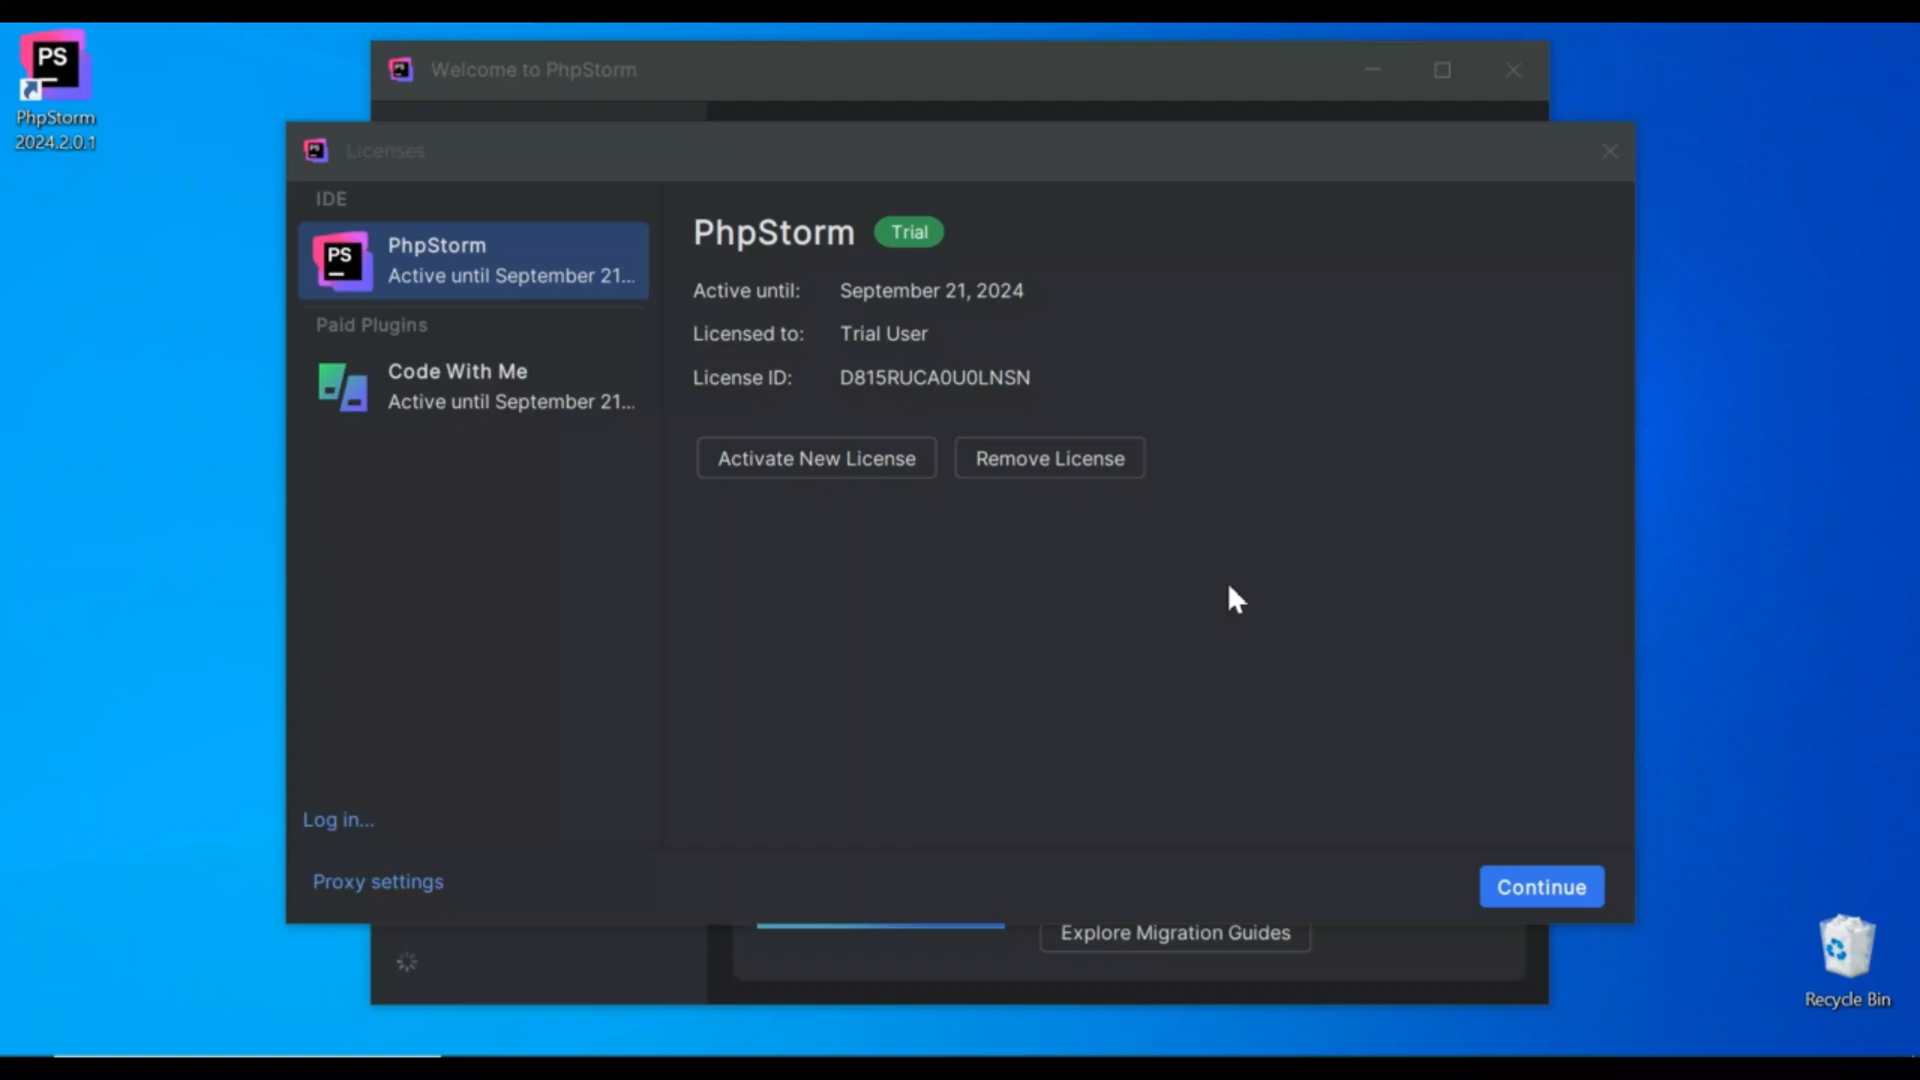 PS
PhpStorm
2024.2.0.1
Welcome to PhpStorm
Licenses
IDE
PS
PhpStorm
Active until September 21...
Paid Plugins
Code With Me
Active until September 21...
Log in...
Proxy settings
PhpStorm Trial
Active until: September 21, 2024
Licensed to: Trial User
License ID: D815RUCA0U0LNSN
Activate New License Remove License
Continue
Explore Migration Guides
Recycle Bin